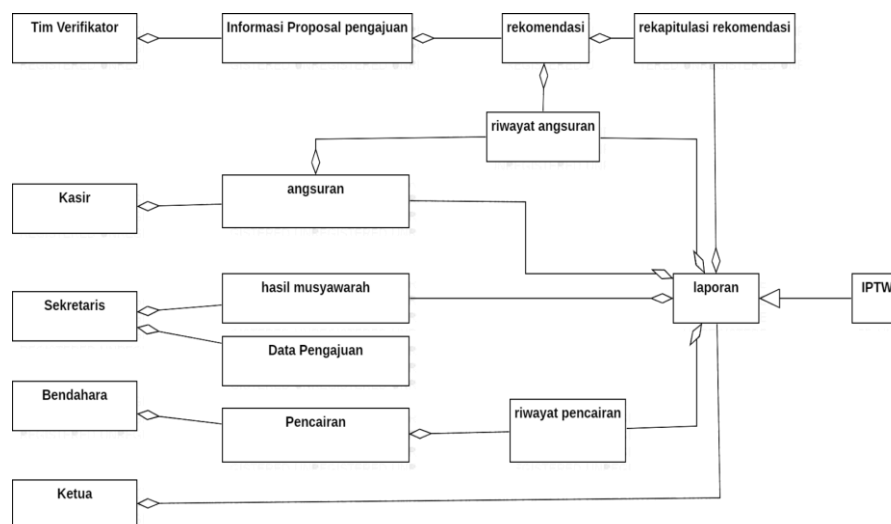 Tim Verifikator
Informasi Proposal pengajuan
rekomendasi
rekapitulasi rekomendasi
riwayat angsuran
Kasir
angsuran
Sekretaris
hasil musyawarah
laporan
IPTW
Data Pengajuan
Bendahara
Pencairan
riwayat pencairan
Ketua